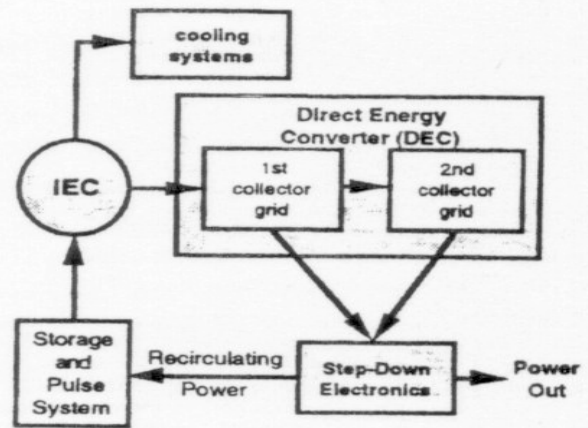 cooling
systems
Direct Energy
Converter (DEC)
IEC
1st
collector
grid
2nd
collector
grid
Storage
and
Pulse
System
Recirculating
Power
Step-Down
Electronics
Power
Out